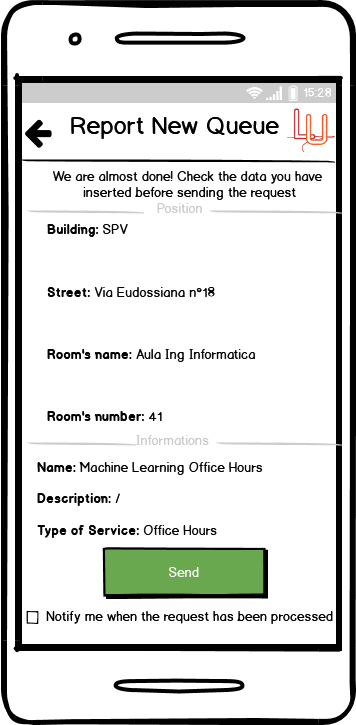 15:28
Report New Queue
LU
We are almost done! Check the data you have
inserted before sending the request
Position
Building: SPV
Street: Via Eudossiana n°18
Room's name: Aula Ing Informatica
Room's number: 41
Informations
Name: Machine Learning Office Hours
Description: /
Type of Service: Office Hours
Send
Notify me when the request has been processed